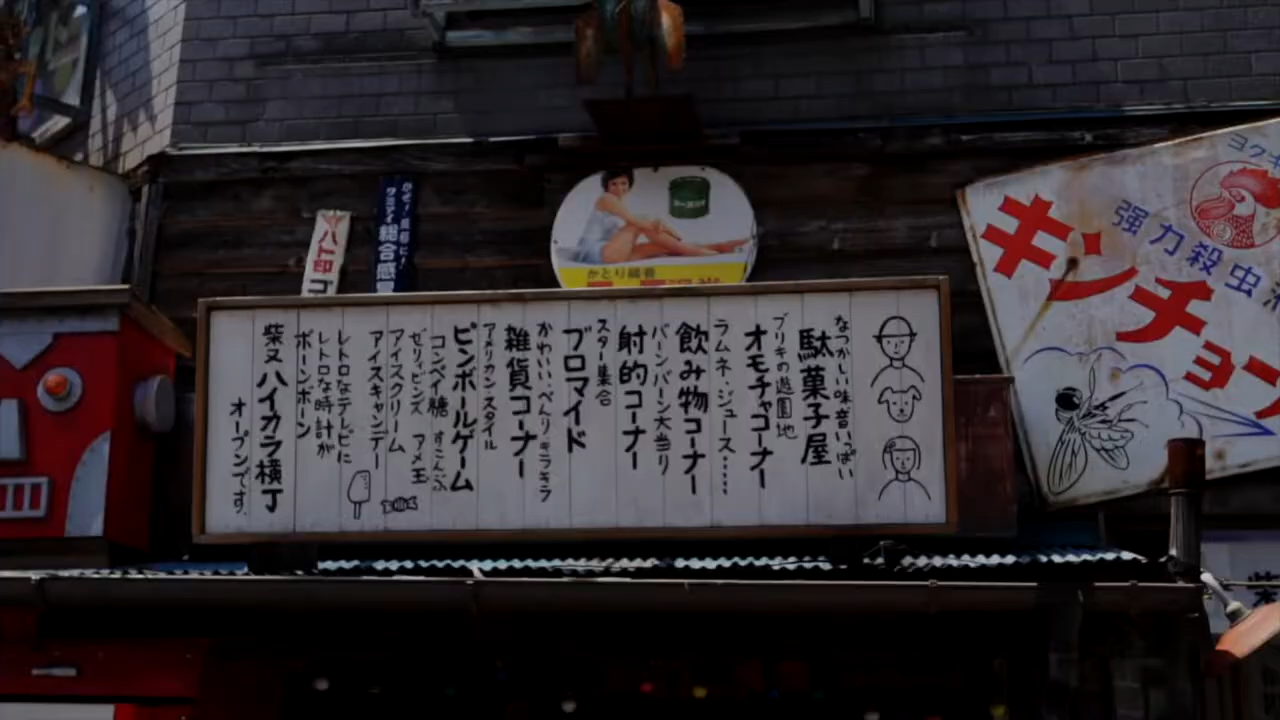 なつかしい味音いっぱい
駄菓子屋
ブリキの遊園地
オモチャコーナー
ラムネ・ジュース・・・・・
飲み物コーナー
バーンバーン大当り
射的コーナー
スター集合
ブロマイド
かわいい、べんりキラキラ
雑貨コーナー
アメリカン・スタイル
ピンボールゲーム
コンペイ糖 すこんぶ
ゼリィビンズ アメ玉
アイスクリーム
アイスキャンデー
レトロなテレビに
レトロな時計が
ボーンボーン
柴又ハイカラ横丁
オープンです。
強力殺虫
キンチョ
ヨクキ
かとり線香
総合感冒
ハイ印